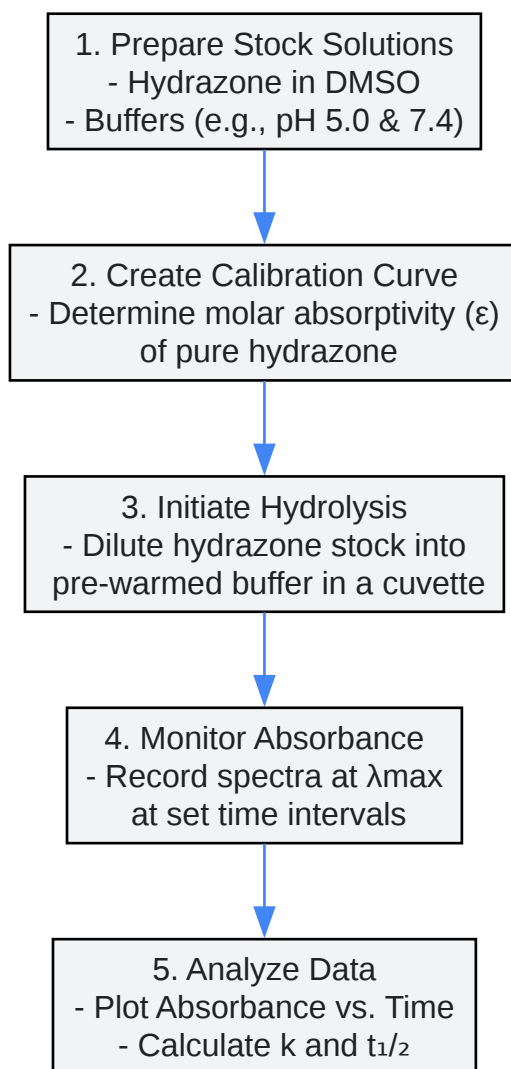 1. Prepare Stock Solutions
- Hydrazone in DMSO
- Buffers (e.g., pH 5.0 & 7.4)
2. Create Calibration Curve
- Determine molar absorptivity (ε)
of pure hydrazone
3. Initiate Hydrolysis
- Dilute hydrazone stock into
pre-warmed buffer in a cuvette
4. Monitor Absorbance
- Record spectra at λmax
at set time intervals
5. Analyze Data
- Plot Absorbance vs. Time
- Calculate k and t₁/₂